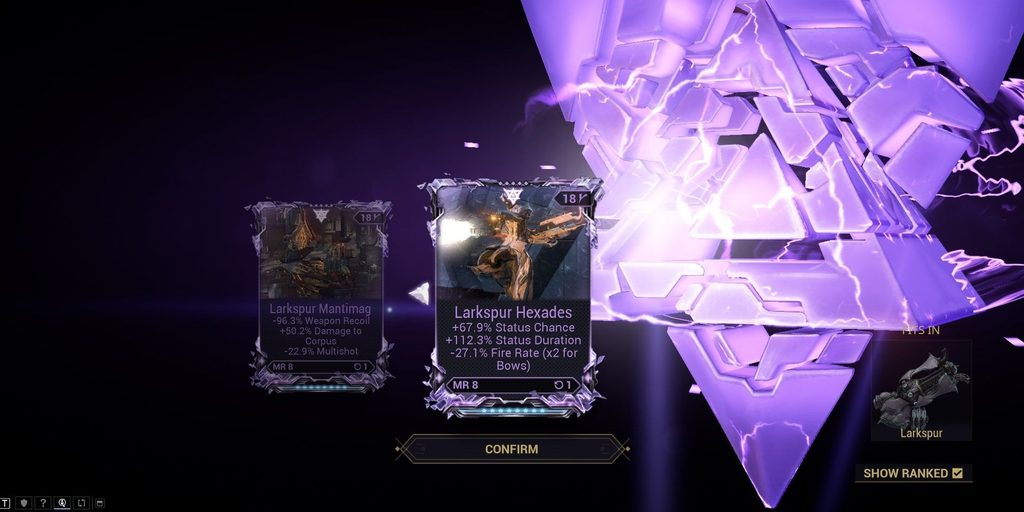 18
Larkspur Mantimag
-96.3% Weapon Recoil
+50.2% Damage to
Corpus
-22.9% Multishot
MR 8
1
18
Larkspur Hexades
+67.9% Status Chance
+112.3% Status Duration
-27.1% Fire Rate (x2 for
Bows)
MR 8
1
CONFIRM
FITS IN
Larkspur
SHOW RANKED
T
?